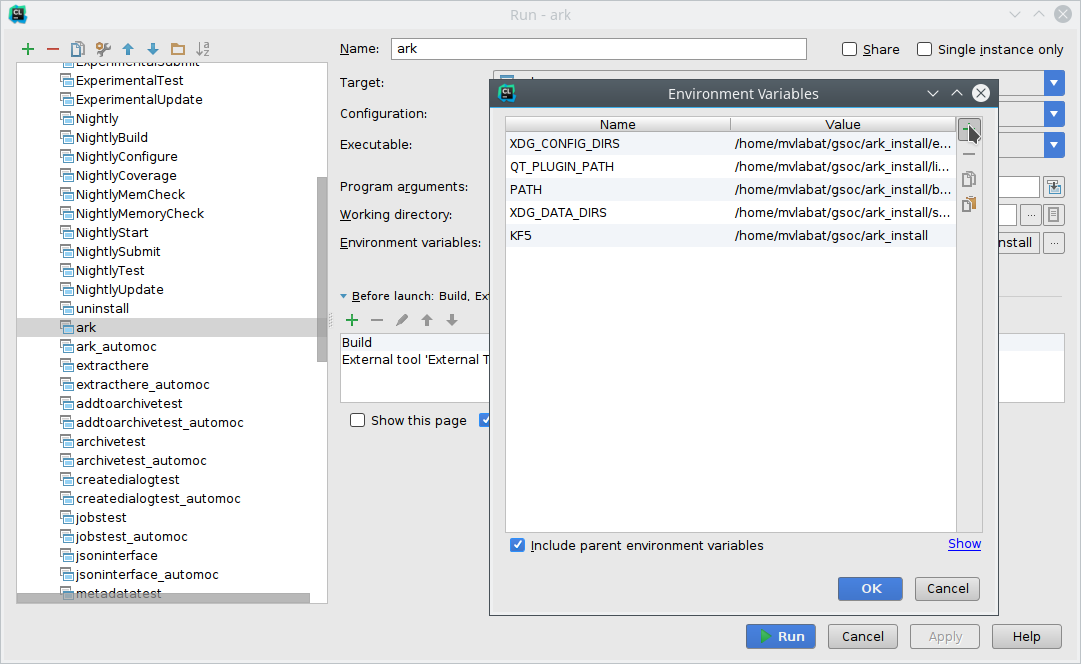 Run - ark
Name: ark
Share
Single instance only
Target:
Configuration:
Executable:
Program arguments:
Working directory:
Environment variables:
nstall
Before launch: Build, Ext
Build
External tool 'External T
Show this page
ExperimentalSubmit
ExperimentalTest
ExperimentalUpdate
Nightly
NightlyBuild
NightlyConfigure
NightlyCoverage
NightlyMemCheck
NightlyMemoryCheck
NightlyStart
NightlySubmit
NightlyTest
NightlyUpdate
uninstall
ark
ark_automoc
extracthere
extracthere_automoc
addtoarchivetest
addtoarchivetest_automoc
archivetest
archivetest_automoc
createdialogtest
createdialogtest_automoc
jobstest
jobstest_automoc
jsoninterface
jsoninterface_automoc
metadatatest
Environment Variables
Name Value
XDG_CONFIG_DIRS /home/mvlabat/gsoc/ark_install/e...
QT_PLUGIN_PATH /home/mvlabat/gsoc/ark_install/li...
PATH /home/mvlabat/gsoc/ark_install/b...
XDG_DATA_DIRS /home/mvlabat/gsoc/ark_install/s...
KF5 /home/mvlabat/gsoc/ark_install
Include parent environment variables
Show
OK Cancel
Run Cancel Apply Help